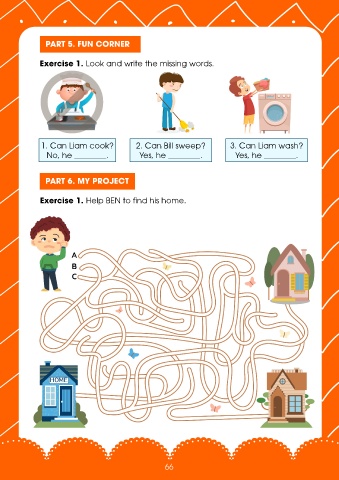 PART 5. FUN CORNER
Exercise 1. Look and write the missing words.
1. Can Liam cook?
No, he ________.
2. Can Bill sweep?
Yes, he ________.
3. Can Liam wash?
Yes, he ________.
PART 6. MY PROJECT
Exercise 1. Help BEN to find his home.
A
B
C
HOME
66